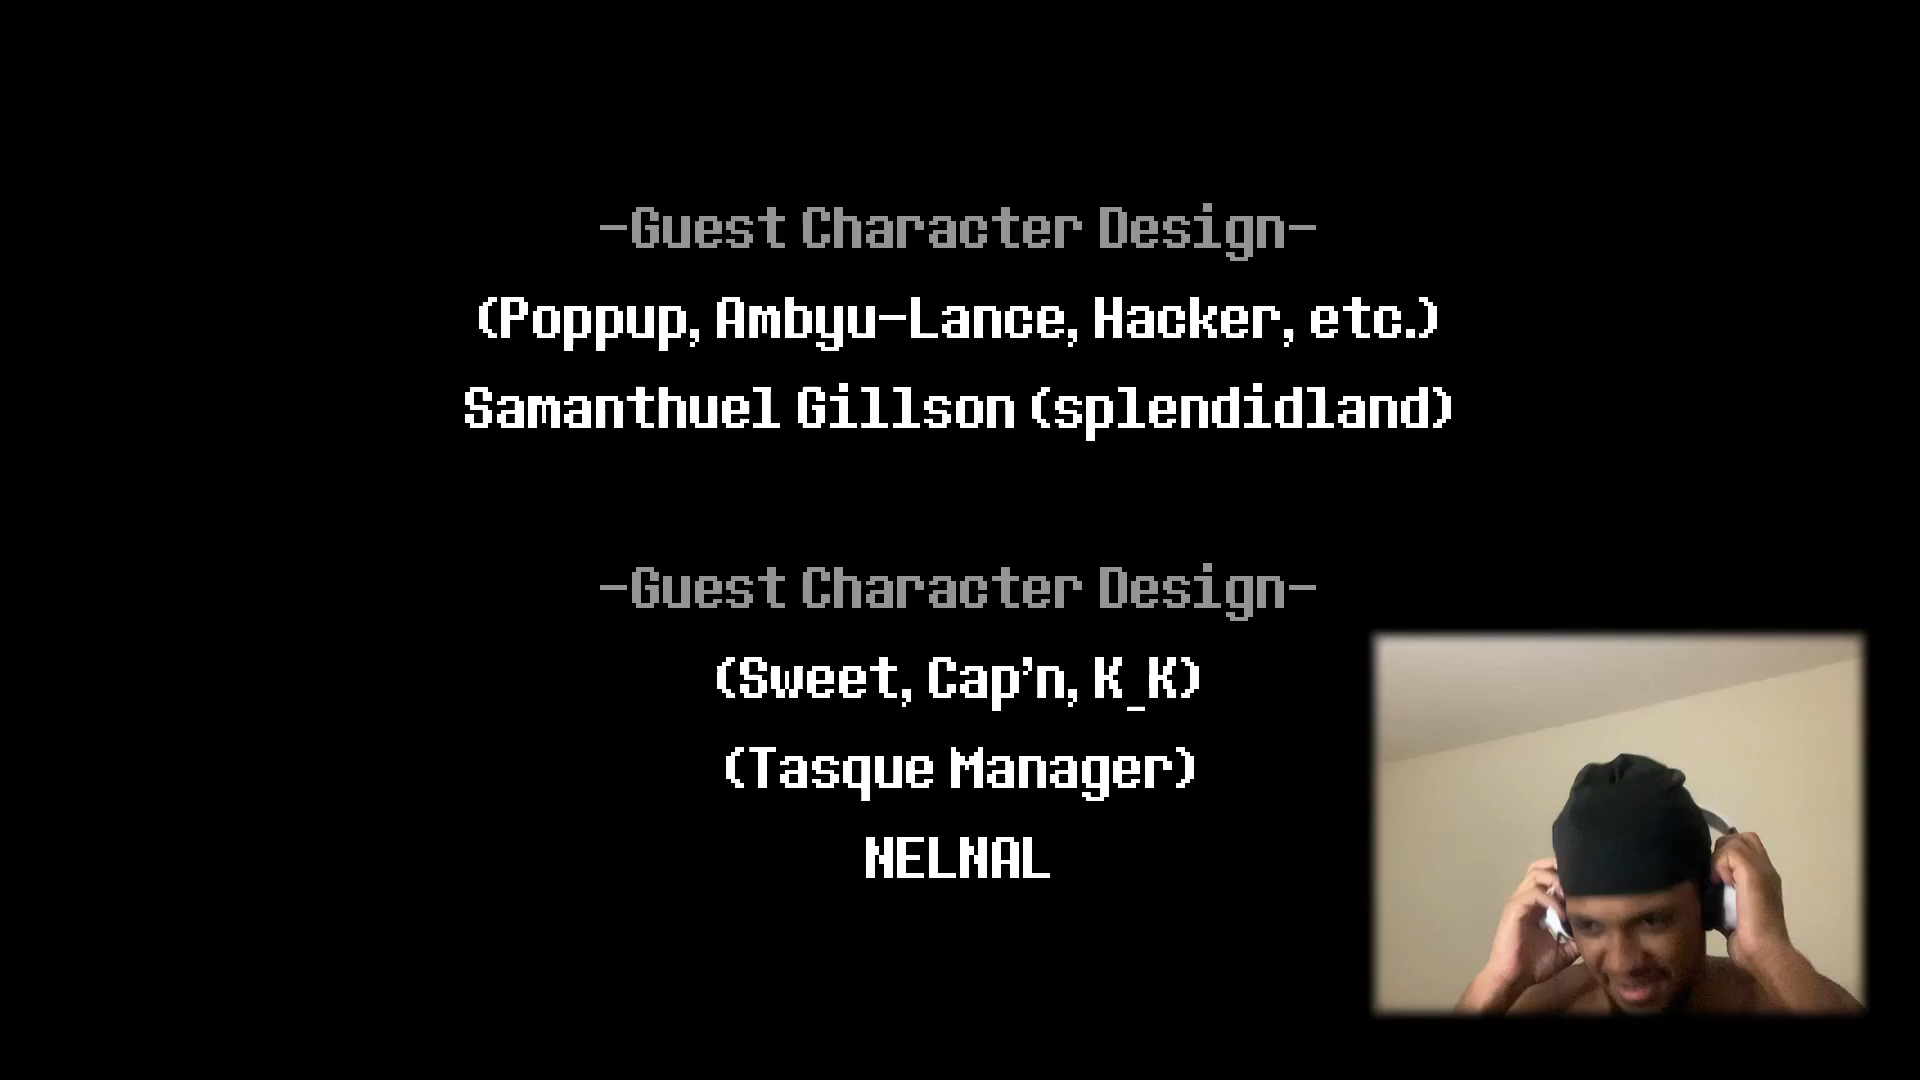 -Guest Character Design-
(Poppup, Ambyu-Lance, Hacker, etc.)
Samanthuel Gillson (splendidland)
-Guest Character Design-
(Sweet, Cap'n, K_K)
(Tasque Manager)
NELNAL